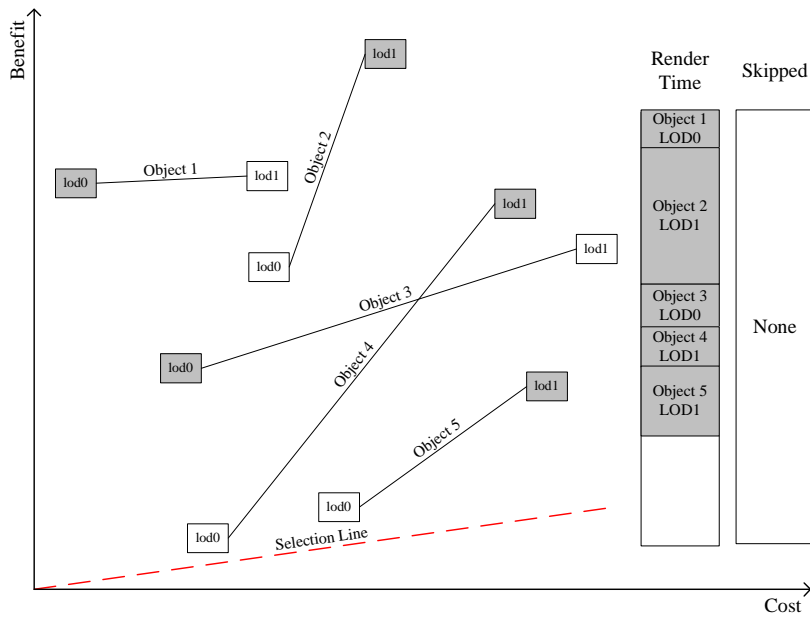 Benefit
lod1
Render
Time
Skipped
Object 2
Object 1
lod0
lod1
lod1
lod1
lod0
Object 3
lod0
Object 4
lod1
Object 5
lod0
lod0
Selection Line
Object 1
LOD0
Object 2
LOD1
Object 3
LOD0
Object 4
LOD1
Object 5
LOD1
None
Cost